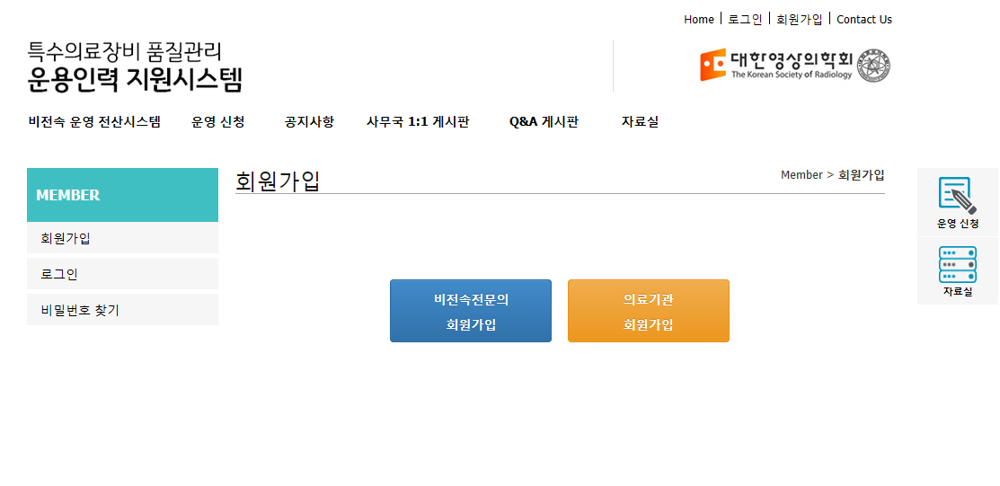 Home | 로그인 | 회원가입 | Contact Us
특수의료장비 품질관리
운용인력 지원시스템
대한영상의학회
The Korean Society of Radiology
비전속 운영 전산시스템 운영 신청 공지사항 사무국 1:1 게시판 Q&A 게시판 자료실
MEMBER
회원가입
로그인
비밀번호 찾기
회원가입
Member > 회원가입
비전속전문의
회원가입
의료기관
회원가입
운영 신청
자료실